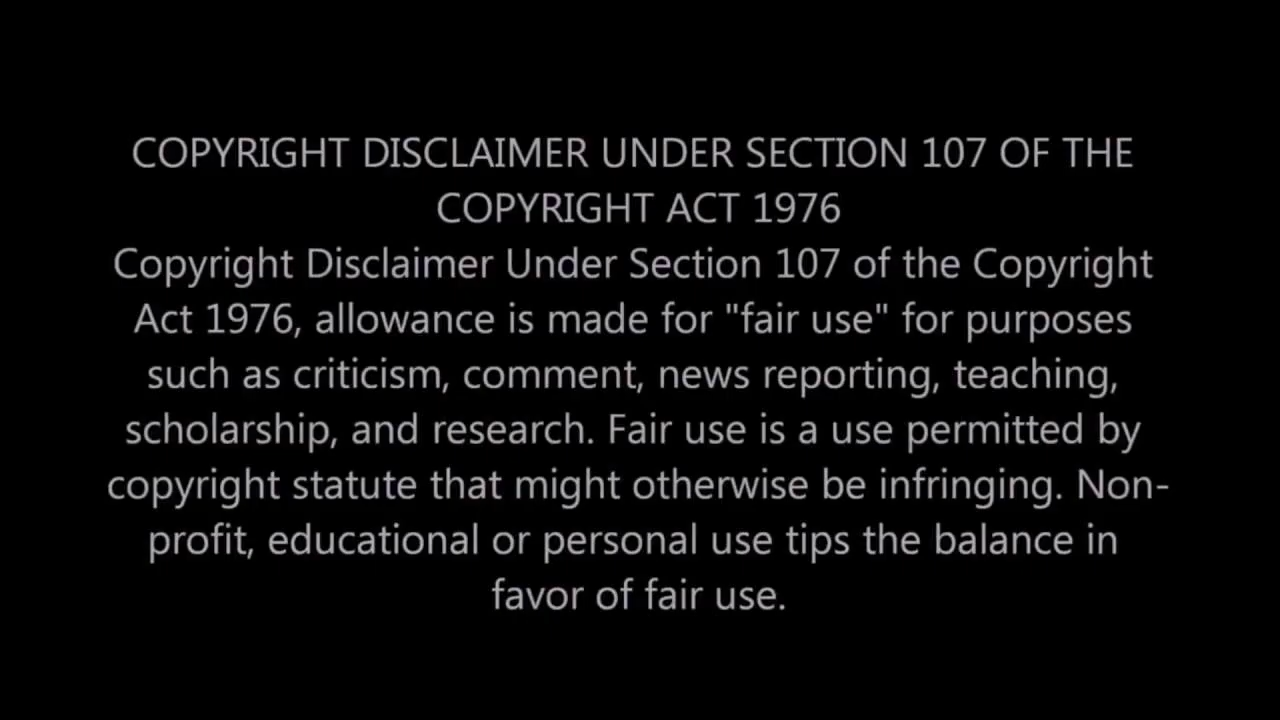 COPYRIGHT DISCLAIMER UNDER SECTION 107 OF THE
COPYRIGHT ACT 1976
Copyright Disclaimer Under Section 107 of the Copyright
Act 1976, allowance is made for "fair use" for purposes
such as criticism, comment, news reporting, teaching,
scholarship, and research. Fair use is a use permitted by
copyright statute that might otherwise be infringing. Non-
profit, educational or personal use tips the balance in
favor of fair use.